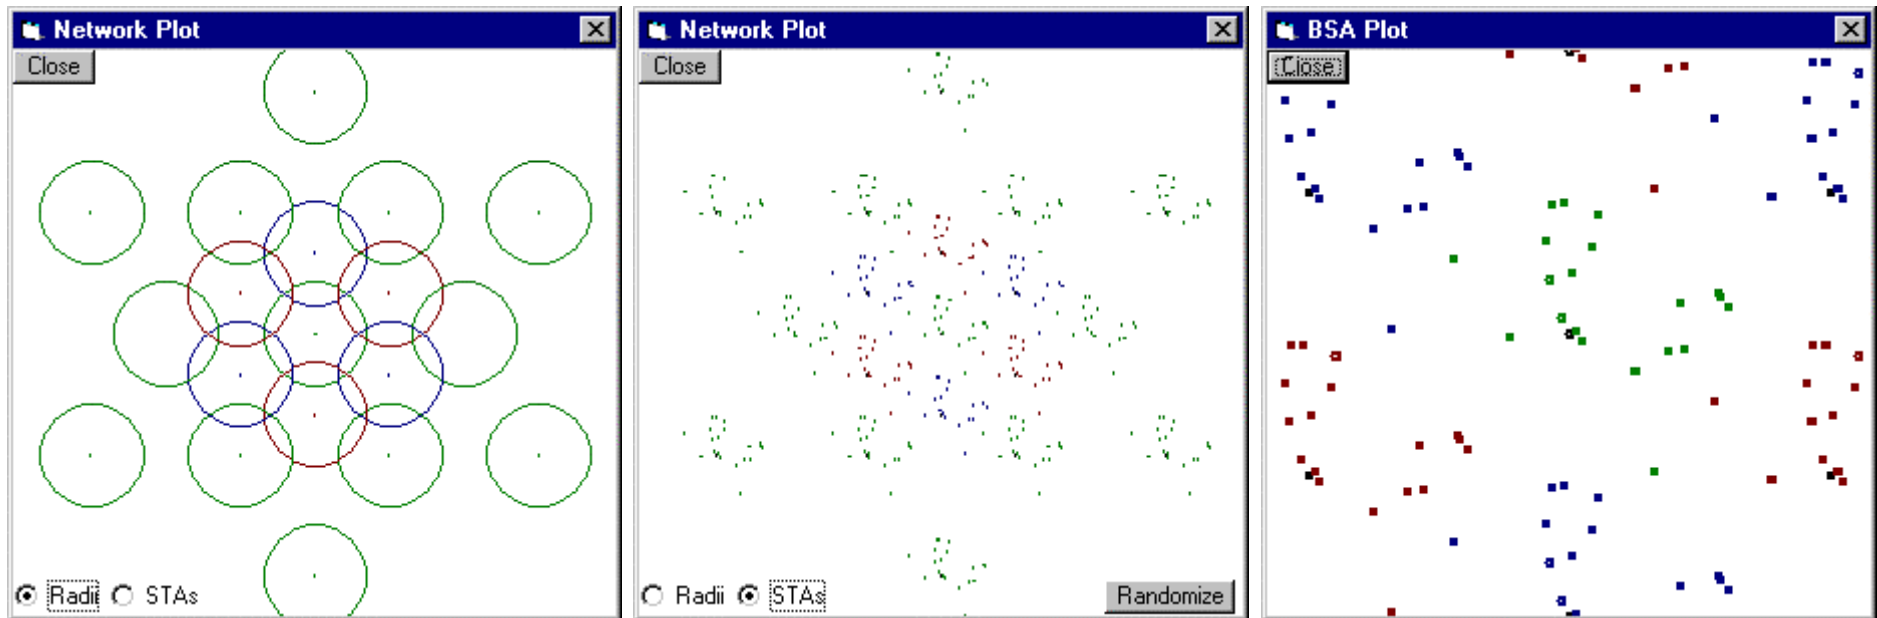 Network Plot
Close
Radii STAs
Network Plot
Close
Radii STAs Randomize
BSA Plot
Close